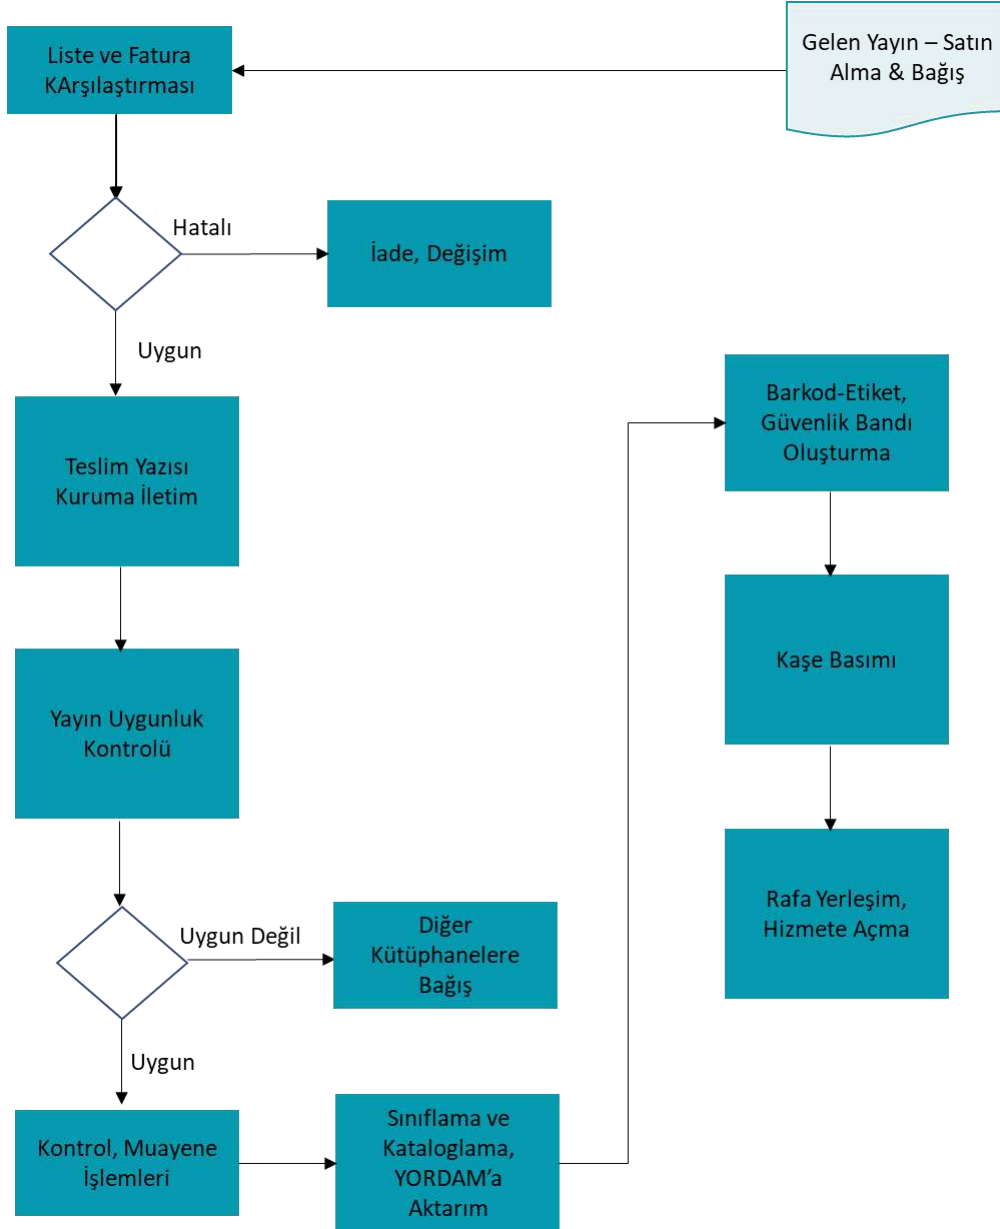 Gelen Yayın – Satın
Alma & Bağış
Liste ve Fatura
KArşılaştırması
Hatalı
İade, Değişim
Uygun
Teslim Yazısı
Kuruma İletim
Yayın Uygunluk
Kontrolü
Uygun Değil
Diğer
Kütüphanelere
Bağış
Uygun
Kontrol, Muayene
İşlemleri
Sınıflama ve
Kataloglama,
YORDAM’a
Aktarım
Barkod-Etiket,
Güvenlik Bandı
Oluşturma
Kaşe Basımı
Rafa Yerleşim,
Hizmete Açma